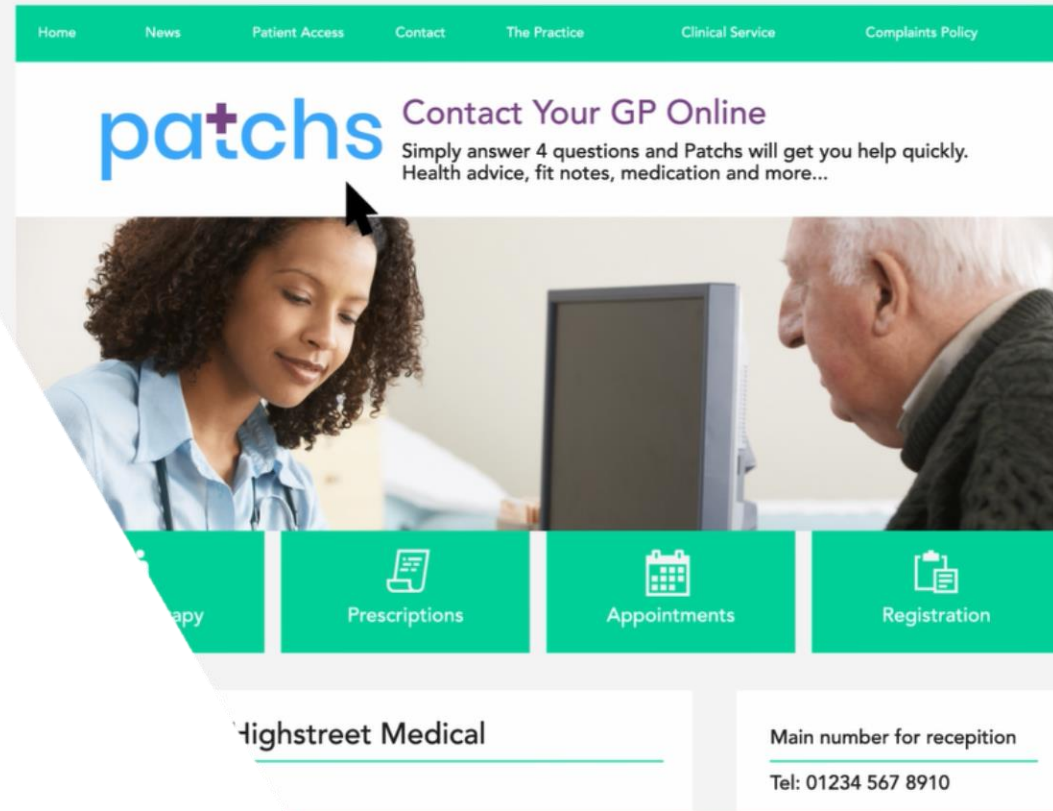 Home News Patient Access Contact The Practice Clinical Service Complaints Policy
patchs
Contact Your GP Online
Simply answer 4 questions and Patchs will get you help quickly.
Health advice, fit notes, medication and more...
apy Prescriptions Appointments Registration
Highstreet Medical
Main number for recepition
Tel: 01234 567 8910